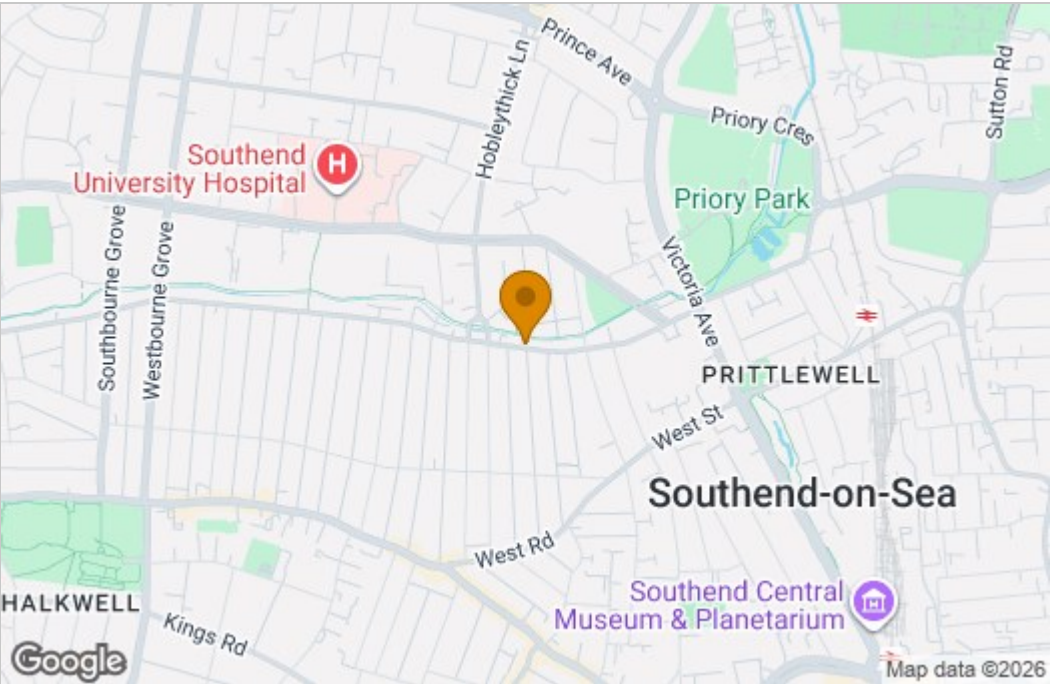 Prince Ave
Hobleythick Ln
Priory Cres
Sutton Rd
Southend
University Hospital
H
Priory Park
Southbourne Grove
Westbourne Grove
Victoria Ave
PRITTLEWELL
West St
Southend-on-Sea
West Rd
Southend Central
Museum & Planetarium
CHALKWELL
Kings Rd
Google
Map data ©2026